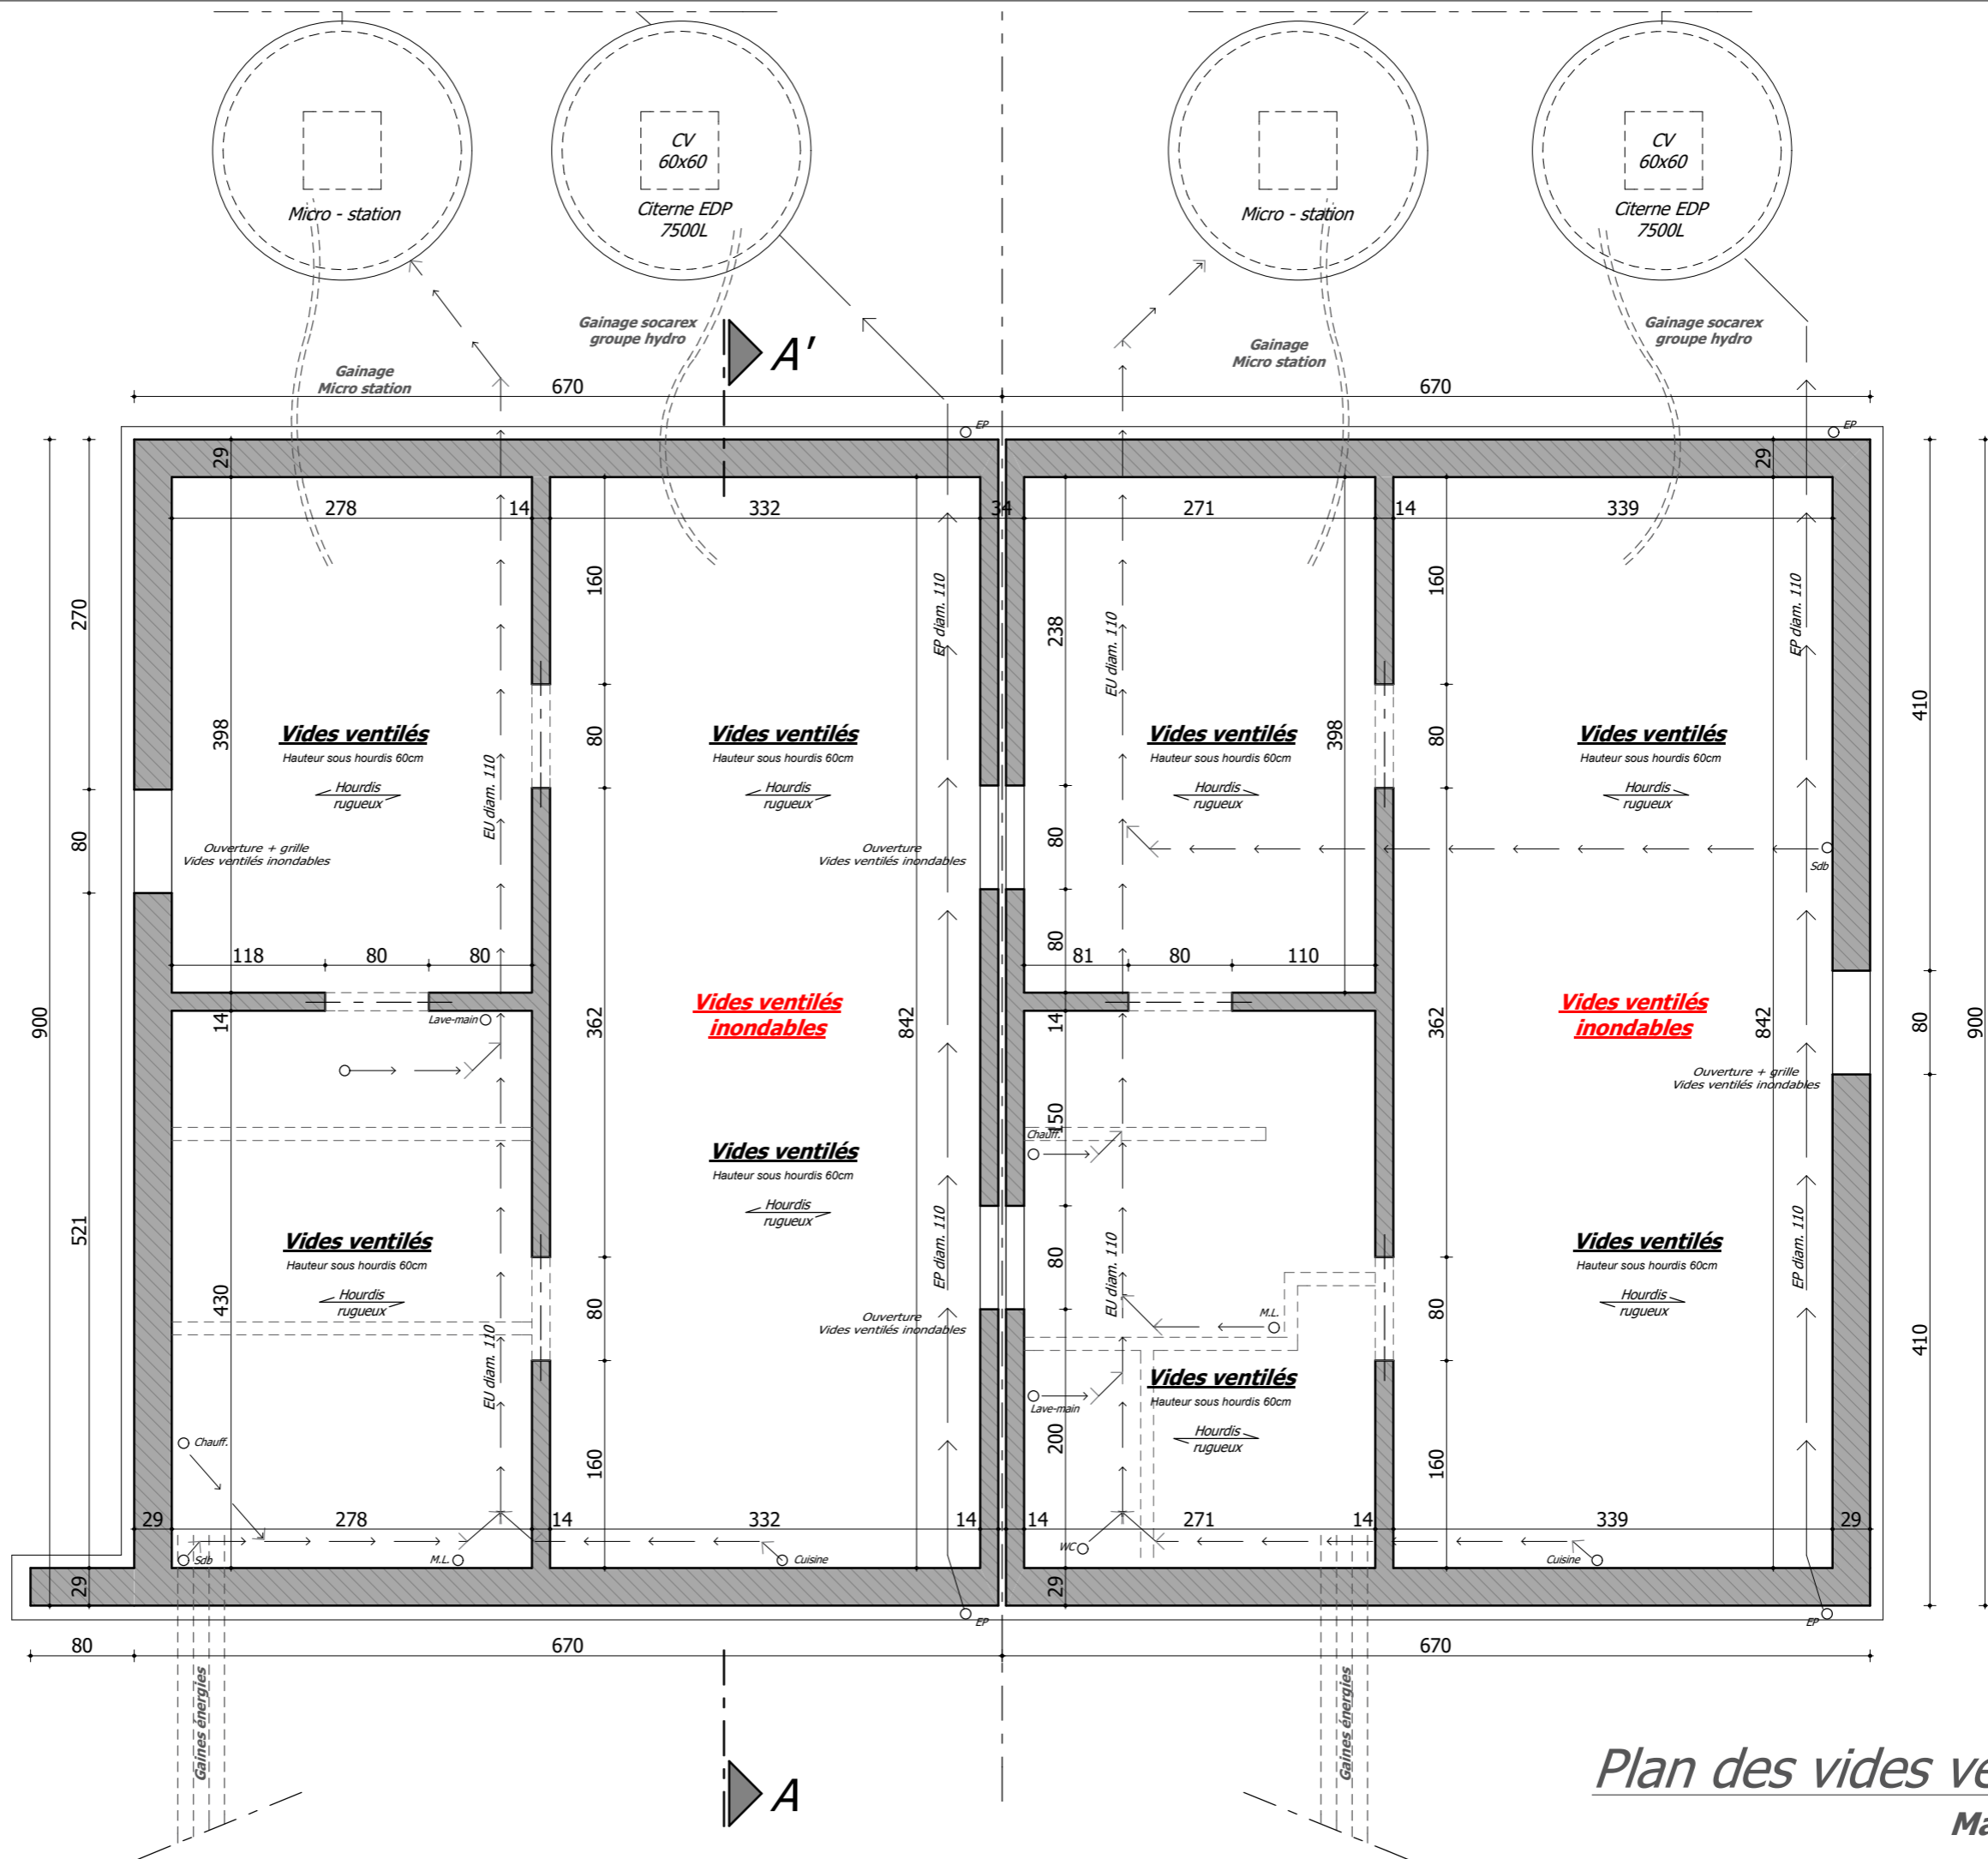 CV
60x60
Micro - station
Citerne EDP
7500L
Micro - station
CV
60x60
Citerne EDP
7500L
Gainage socarex
groupe hydro
Gainage
Micro station
A'
Gainage
Micro station
Gainage socarex
groupe hydro
670
670
EP
EP
29
29
278
14
332
34
271
14
339
160
160
270
238
EP diam. 110
EU diam. 110
EP diam. 110
398
80
398
80
410
Vides ventilés
Hauteur sous hourdis 60cm
Hourdis
rugueux
Vides ventilés
Hauteur sous hourdis 60cm
Hourdis
rugueux
Vides ventilés
Hauteur sous hourdis 60cm
Hourdis
rugueux
Vides ventilés
Hauteur sous hourdis 60cm
Hourdis
rugueux
EU diam. 110
80
Ouverture + grille
Vides ventilés inondables
Ouverture
Vides ventilés inondables
80
Sdb
118
80
80
80
81
80
110
900
14
Lave-main
362
Vides ventilés
inondables
842
14
362
Vides ventilés
inondables
842
80
900
Ouverture + grille
Vides ventilés inondables
150
Chauff.
Vides ventilés
Hauteur sous hourdis 60cm
Hourdis
rugueux
521
Vides ventilés
Hauteur sous hourdis 60cm
Hourdis
rugueux
430
80
EU diam. 110
EP diam. 110
Ouverture
Vides ventilés inondables
80
EU diam. 110
M.L.
80
Vides ventilés
Hauteur sous hourdis 60cm
Hourdis
rugueux
EP diam. 110
410
Vides ventilés
Hauteur sous hourdis 60cm
Hourdis
rugueux
Lave-main
200
Chauff.
160
160
29
278
14
332
14
14
271
14
339
29
Sdb
M.L.
Cuisine
WC
Cuisine
29
29
EP
EP
80
670
670
Gaines énergies
Gaines énergies
A
Plan des vides ve
Ma